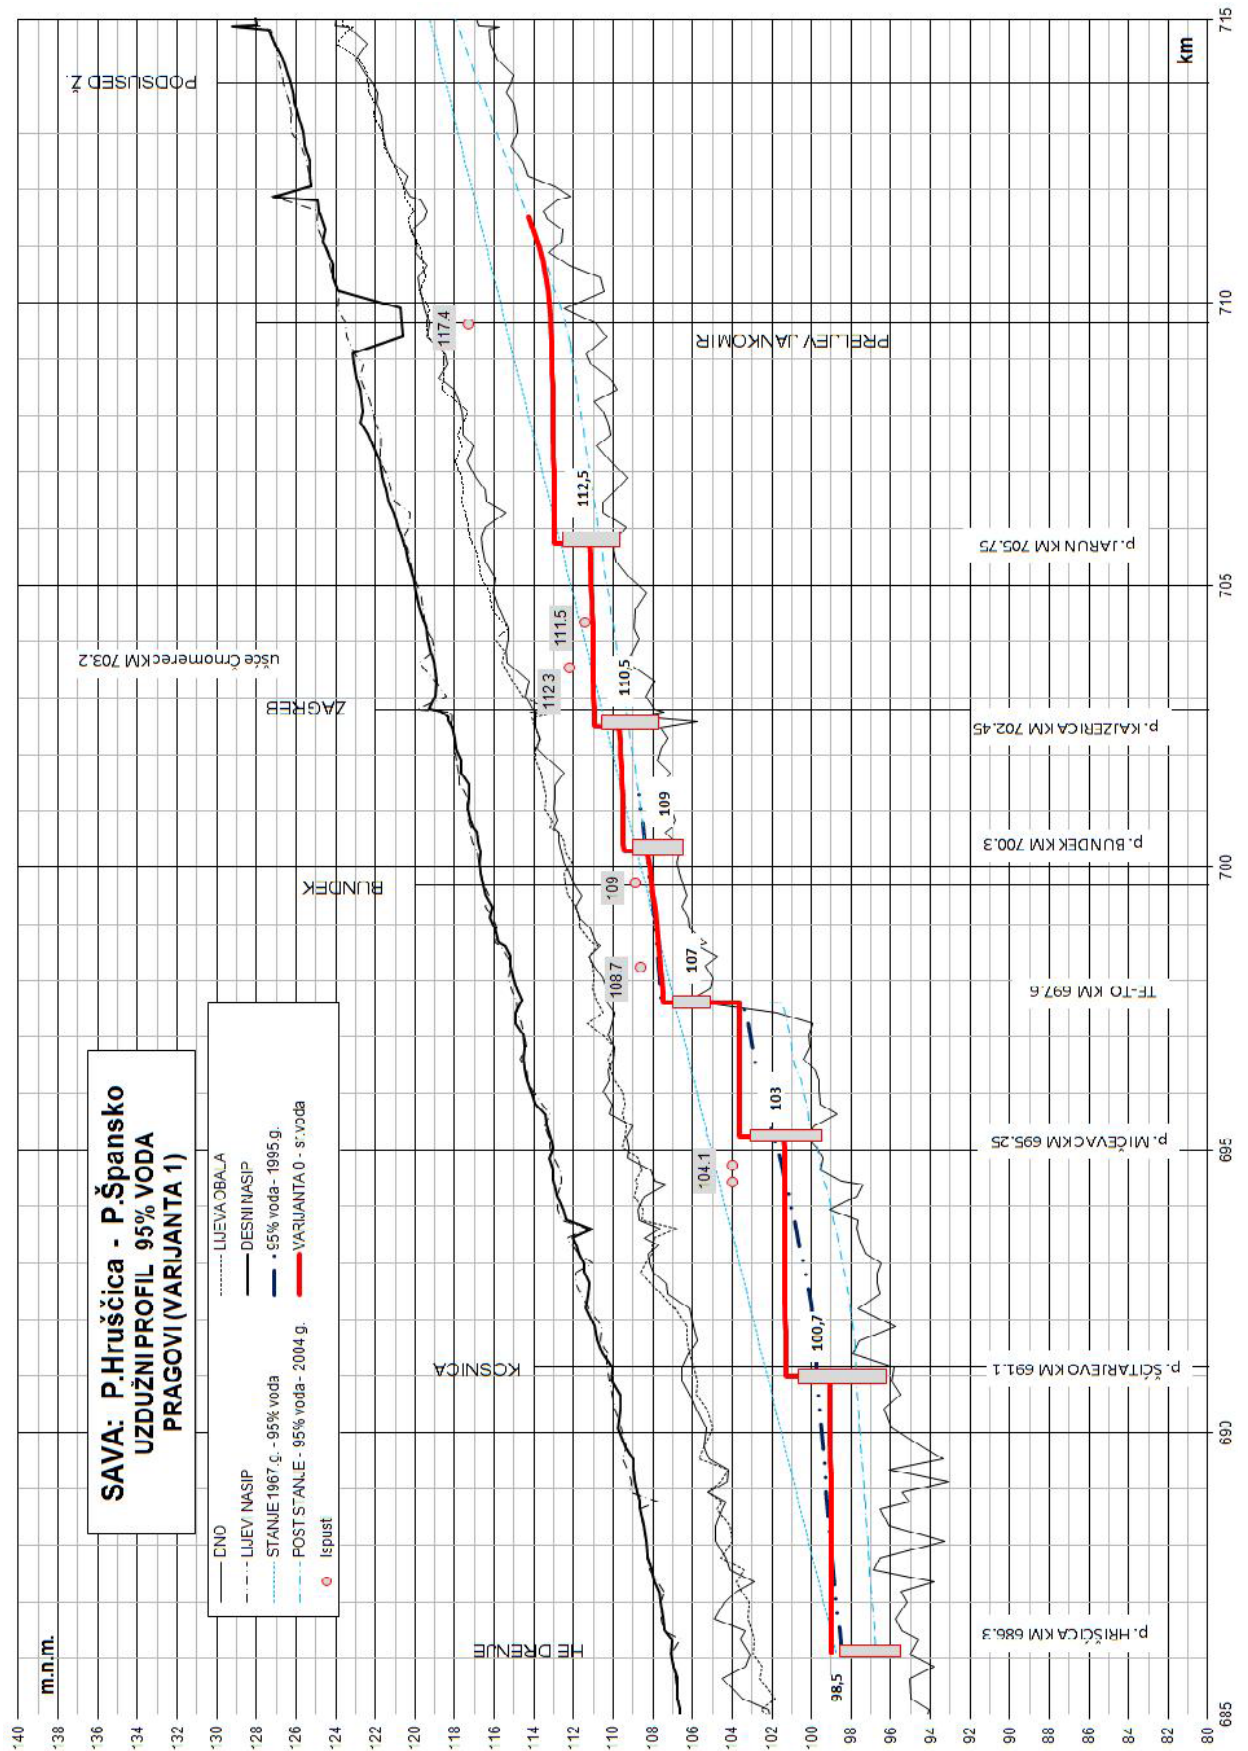 SAVA: P.Hruščica - P.Špansko
UZDUŽNI PROFIL 95% VODA
PRAGOVI (VARIJANTA 1)
m.n.m.
DNO
LIJEVA OBALA
LIJEVI NASIP
DESNI NASIP
STANJE 1967.g. - 95% voda
95% voda - 1995.g.
POST STANJE - 95% voda - 2004 g.
VARIJANTA 0 - sr.voda
Ispust
HE DRENJE
KOSNICA
BUNDEK
ZAGREB
ušće Črnomerec KM 703.2
PODSUSED Ž.
PRELJEV JANKOMIR
104.1
108.7
109
112.3
111.5
117.4
98,5
100,7
103
107
109
110,5
112,5
p. HRIŠČICA KM 686.3
p. ŠĆITARJEVO KM 691.1
p. MIČEVAC KM 695.25
TE-TO KM 697.6
p. BUNDEK KM 700.3
p. KAJZERICA KM 702.45
p. JARUN KM 705.75
140
138
136
134
132
130
128
126
124
122
120
118
116
114
112
110
108
106
104
102
100
98
96
94
92
90
88
86
84
82
80
685
690
695
700
705
710
715
km